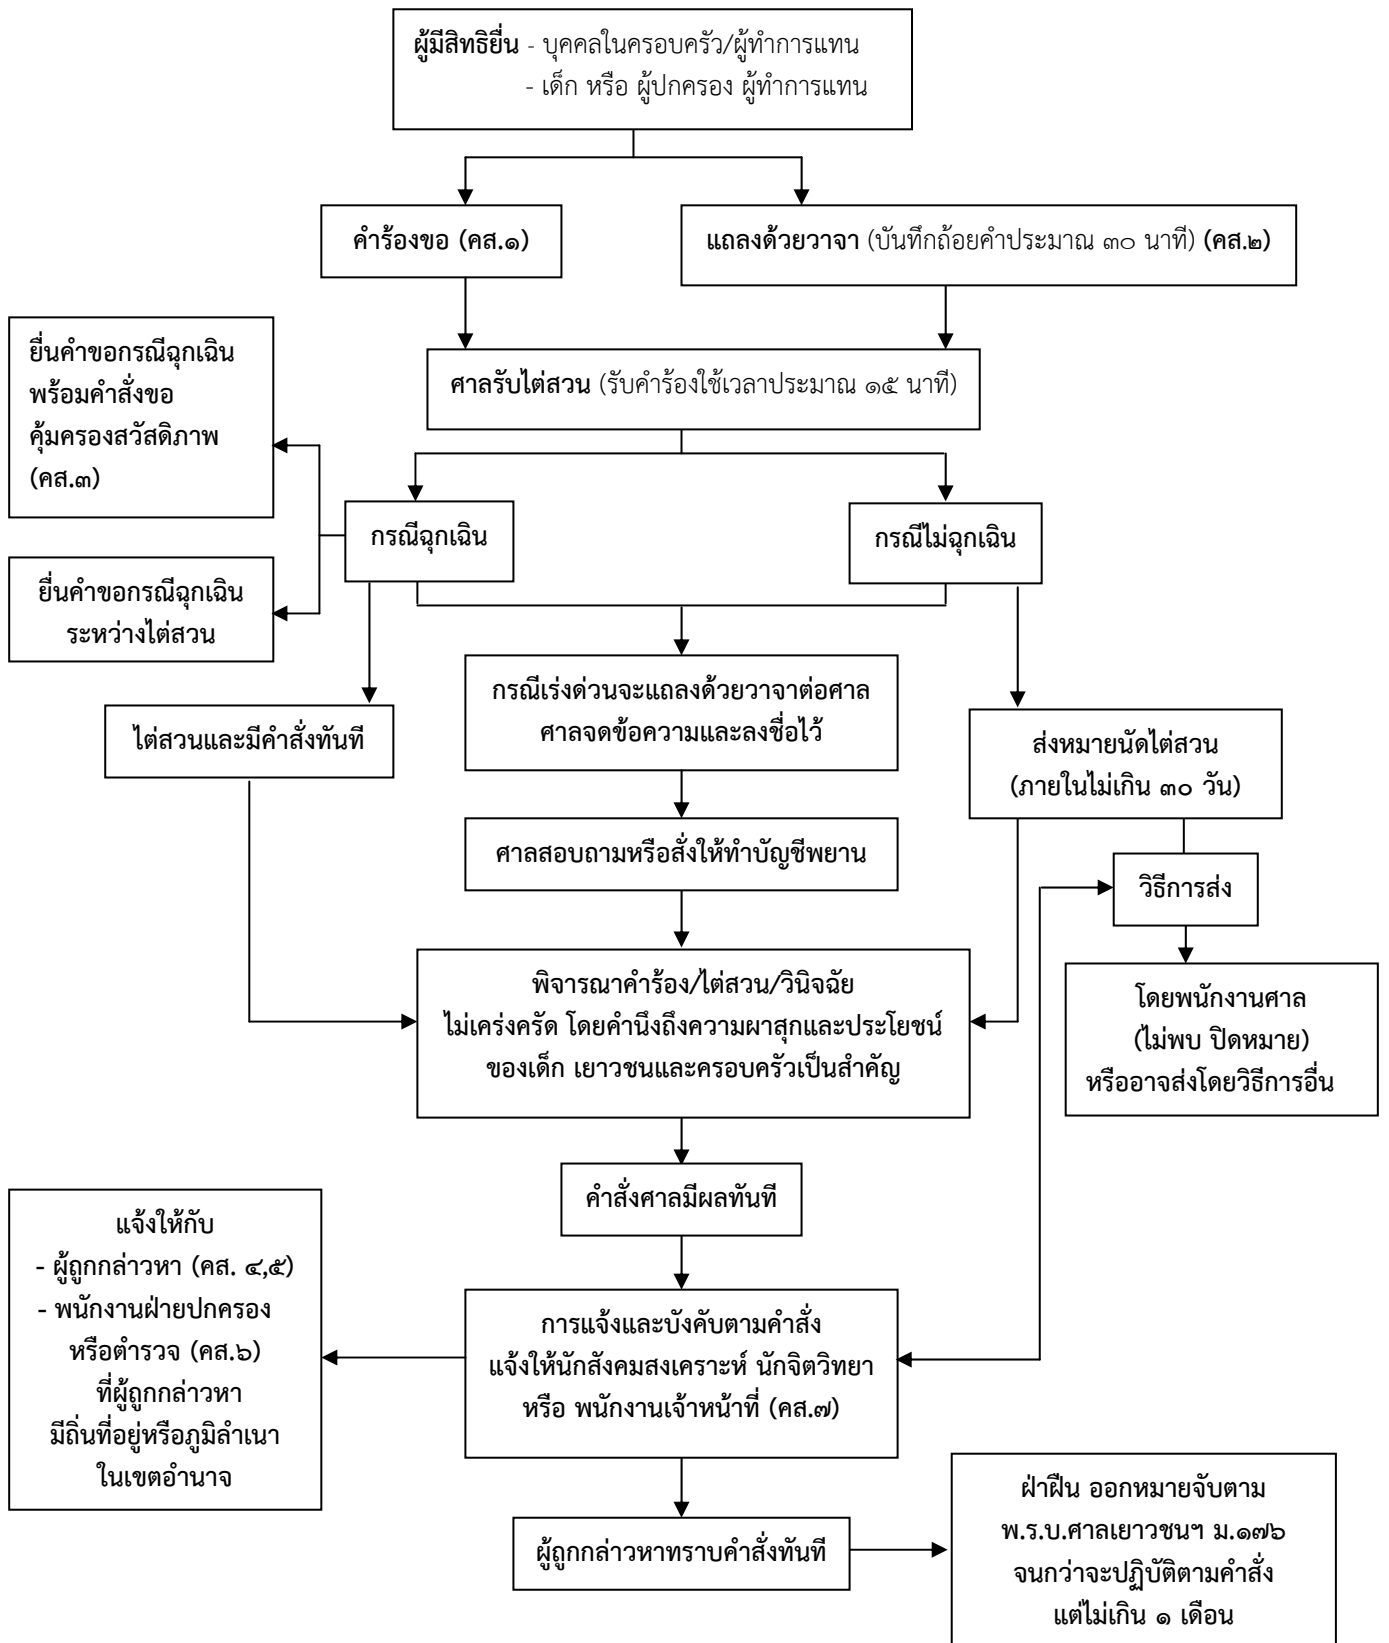 ผู้มีสิทธิยื่น - บุคคลในครอบครัว/ผู้ทำการแทน
- เด็ก หรือ ผู้ปกครอง ผู้ทำการแทน
คำร้องขอ (คส.๑)
แถลงด้วยวาจา (บันทึกถ้อยคำประมาณ ๓๐ นาที) (คส.๒)
ยื่นคำขอกรณีฉุกเฉิน
พร้อมคำสั่งขอ
คุ้มครองสวัสดิภาพ
(คส.๓)
ศาลรับไต่สวน (รับคำร้องใช้เวลาประมาณ ๑๕ นาที)
กรณีฉุกเฉิน
กรณีไม่ฉุกเฉิน
ยื่นคำขอกรณีฉุกเฉิน
ระหว่างไต่สวน
กรณีเร่งด่วนจะแถลงด้วยวาจาต่อศาล
ศาลจดข้อความและลงชื่อไว้
ไต่สวนและมีคำสั่งทันที
ส่งหมายนัดไต่สวน
(ภายในไม่เกิน ๓๐ วัน)
ศาลสอบถามหรือสั่งให้ทำบัญชีพยาน
วิธีการส่ง
พิจารณาคำร้อง/ไต่สวน/วินิจฉัย
ไม่เคร่งครัด โดยคำนึงถึงความผาสุกและประโยชน์
ของเด็ก เยาวชนและครอบครัวเป็นสำคัญ
โดยพนักงานศาล
(ไม่พบ ปิดหมาย)
หรืออาจส่งโดยวิธีการอื่น
คำสั่งศาลมีผลทันที
แจ้งให้กับ
- ผู้ถูกกล่าวหา (คส. ๔,๕)
- พนักงานฝ่ายปกครอง
หรือตำรวจ (คส.๖)
ที่ผู้ถูกกล่าวหา
มีถิ่นที่อยู่หรือภูมิลำเนา
ในเขตอำนาจ
การแจ้งและบังคับตามคำสั่ง
แจ้งให้นักสังคมสงเคราะห์ นักจิตวิทยา
หรือ พนักงานเจ้าหน้าที่ (คส.๗)
ผู้ถูกกล่าวหาทราบคำสั่งทันที
ฝ่าฝืน ออกหมายจับตาม
พ.ร.บ.ศาลเยาวชนฯ ม.๑๗๖
จนกว่าจะปฏิบัติตามคำสั่ง
แต่ไม่เกิน ๑ เดือน